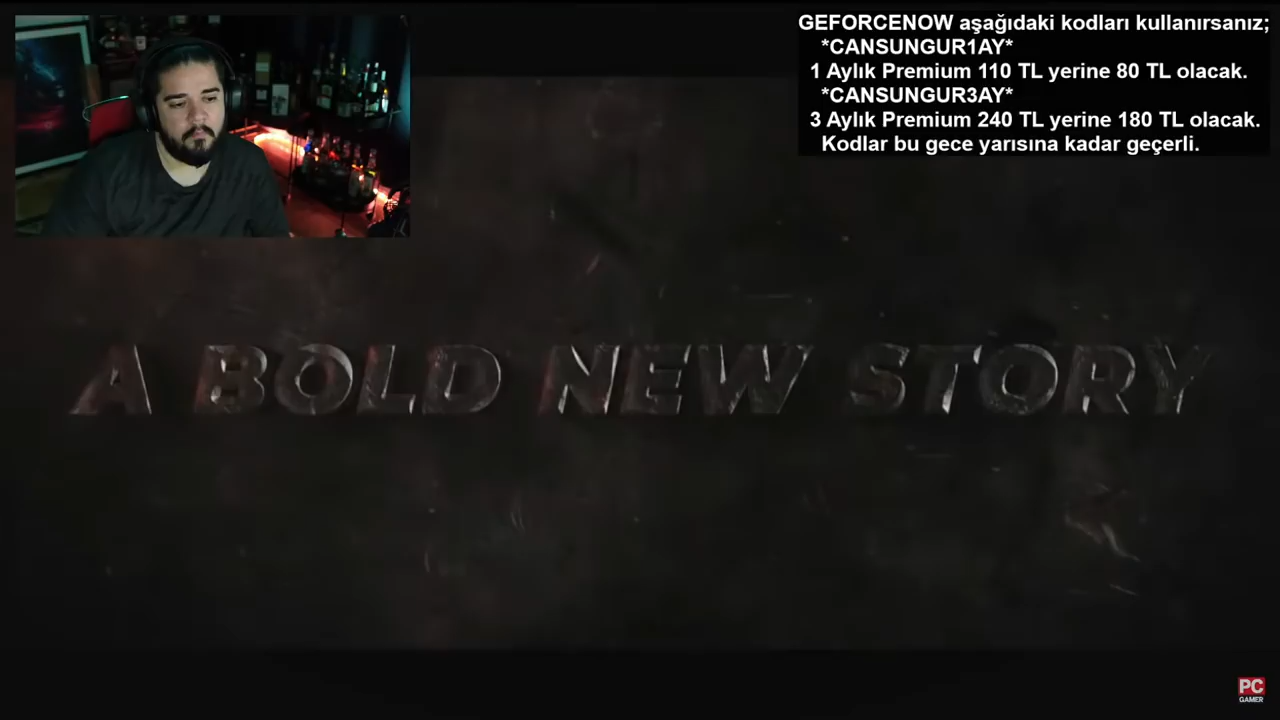 GEFORCENOW aşağıdaki kodları kullanırsanız;
*CANSUNGUR1AY*
1 Aylık Premium 110 TL yerine 80 TL olacak.
*CANSUNGUR3AY*
3 Aylık Premium 240 TL yerine 180 TL olacak.
Kodlar bu gece yarısına kadar geçerli.
A BOLD NEW STORY
PC
GAMER